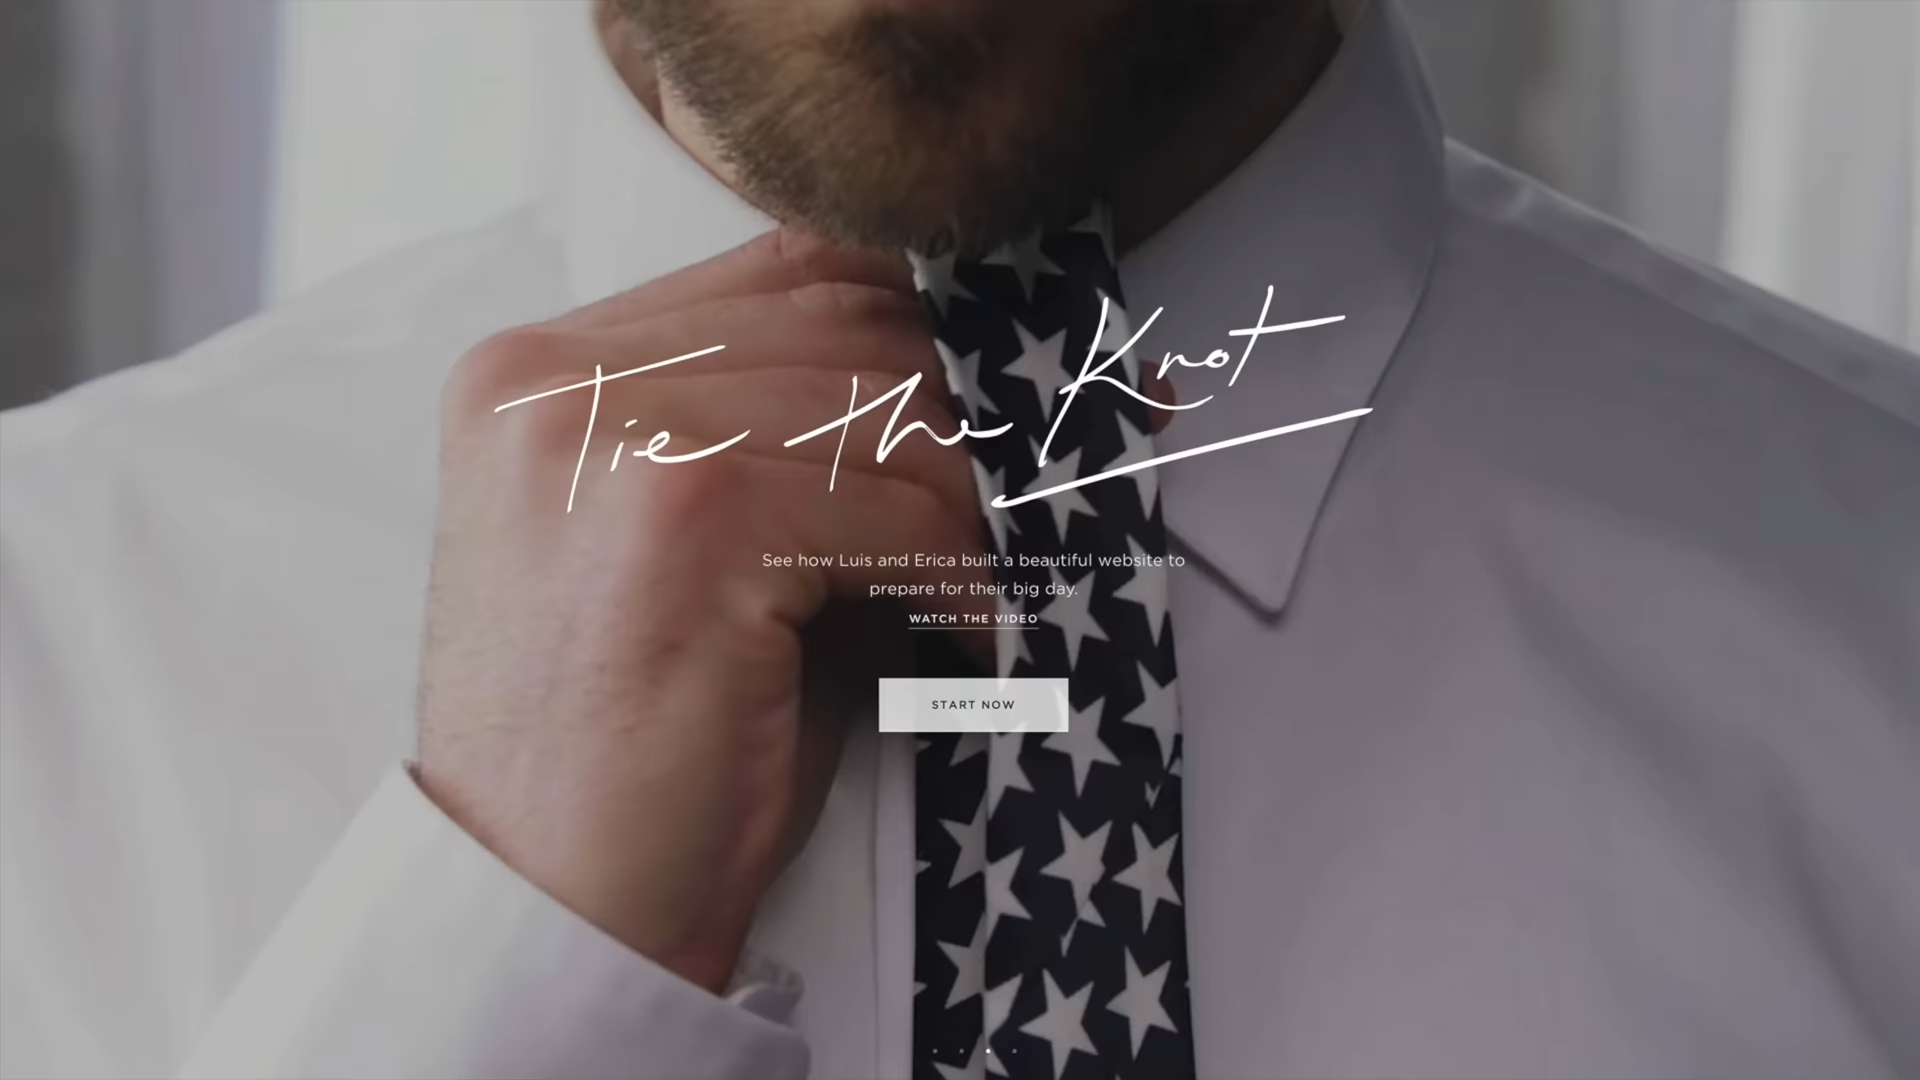 Tie the Knot
See how Luis and Erica built a beautiful website to
prepare for their big day.
WATCH THE VIDEO
START NOW